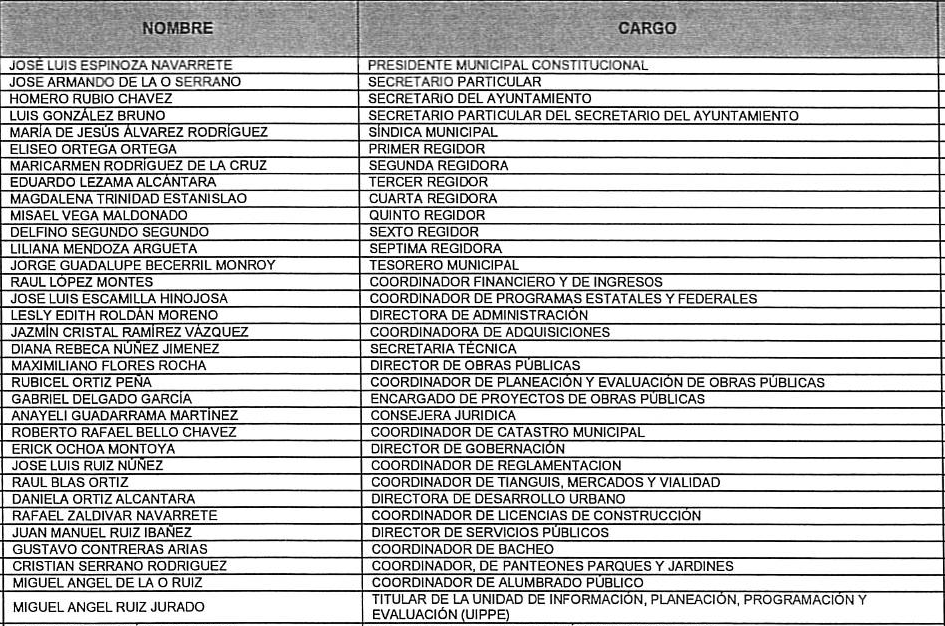 NOMBRE CARGO
JOSÉ LUIS ESPINOZA NAVARRETE PRESIDENTE MUNICIPAL CONSTITUCIONAL
JOSE ARMANDO DE LA O SERRANO SECRETARIO PARTICULAR
HOMERO RUBIO CHAVEZ SECRETARIO DEL AYUNTAMIENTO
LUIS GONZÁLEZ BRUNO SECRETARIO PARTICULAR DEL SECRETARIO DEL AYUNTAMIENTO
MARÍA DE JESÚS ÁLVAREZ RODRÍGUEZ SÍNDICA MUNICIPAL
ELISEO ORTEGA ORTEGA PRIMER REGIDOR
MARICARMEN RODRÍGUEZ DE LA CRUZ SEGUNDA REGIDORA
EDUARDO LEZAMA ALCÁNTARA TERCER REGIDOR
MAGDALENA TRINIDAD ESTANISLAO CUARTA REGIDORA
MISAEL VEGA MALDONADO QUINTO REGIDOR
DELFINO SEGUNDO SEGUNDO SEXTO REGIDOR
LILIANA MENDOZA ARGUETA SEPTIMA REGIDORA
JORGE GUADALUPE BECERRIL MONROY TESORERO MUNICIPAL
RAUL LÓPEZ MONTES COORDINADOR FINANCIERO Y DE INGRESOS
JOSE LUIS ESCAMILLA HINOJOSA COORDINADOR DE PROGRAMAS ESTATALES Y FEDERALES
LESLY EDITH ROLDÁN MORENO DIRECTORA DE ADMINISTRACIÓN
JAZMÍN CRISTAL RAMÍREZ VÁZQUEZ COORDINADORA DE ADQUISICIONES
DIANA REBECA NÚÑEZ JIMENEZ SECRETARIA TÉCNICA
MAXIMILIANO FLORES ROCHA DIRECTOR DE OBRAS PÚBLICAS
RUBICEL ORTIZ PEÑA COORDINADOR DE PLANEACIÓN Y EVALUACIÓN DE OBRAS PÚBLICAS
GABRIEL DELGADO GARCÍA ENCARGADO DE PROYECTOS DE OBRAS PÚBLICAS
ANAYELI GUADARRAMA MARTÍNEZ CONSEJERA JURIDICA
ROBERTO RAFAEL BELLO CHAVEZ COORDINADOR DE CATASTRO MUNICIPAL
ERICK OCHOA MONTOYA DIRECTOR DE GOBERNACIÓN
JOSE LUIS RUIZ NÚÑEZ COORDINADOR DE REGLAMENTACION
RAUL BLAS ORTIZ COORDINADOR DE TIANGUIS, MERCADOS Y VIALIDAD
DANIELA ORTIZ ALCANTARA DIRECTORA DE DESARROLLO URBANO
RAFAEL ZALDIVAR NAVARRETE COORDINADOR DE LICENCIAS DE CONSTRUCCIÓN
JUAN MANUEL RUIZ IBAÑEZ DIRECTOR DE SERVICIOS PÚBLICOS
GUSTAVO CONTRERAS ARIAS COORDINADOR DE BACHEO
CRISTIAN SERRANO RODRIGUEZ COORDINADOR, DE PANTEONES PARQUES Y JARDINES
MIGUEL ANGEL DE LA O RUIZ COORDINADOR DE ALUMBRADO PÚBLICO
MIGUEL ANGEL RUIZ JURADO TITULAR DE LA UNIDAD DE INFORMACIÓN, PLANEACIÓN, PROGRAMACIÓN Y
EVALUACIÓN (UIPPE)